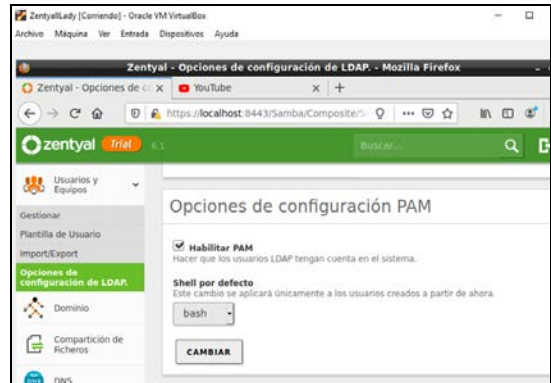 ZentyalLady [Corriendo] - Oracle VM VirtualBox
Archivo Máquina Ver Entrada Dispositivos Ayuda
Zentyal - Opciones de configuración de LDAP. - Mozilla Firefox
Zentyal - Opciones de c
YouTube
https://localhost:8443/Samba/Composite/S
zentyal Trial 6.1
Buscar...
Usuarios y
Equipos
Gestionar
Plantilla de Usuario
Import/Export
Opciones de
configuración de LDAP.
Dominio
Compartición de
Ficheros
DNS
Opciones de configuración PAM
Habilitar PAM
Hacer que los usuarios LDAP tengan cuenta en el sistema.
Shell por defecto
Este cambio se aplicará únicamente a los usuarios creados a partir de ahora.
bash
CAMBIAR